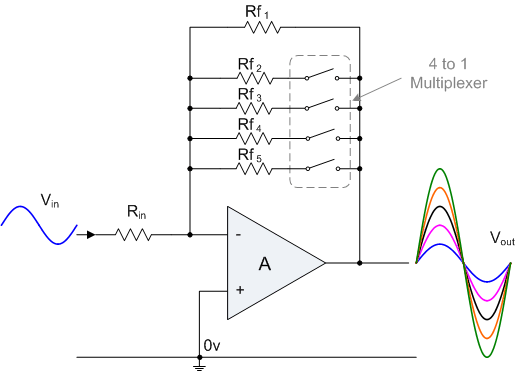 Rf1
Rf2
4 to 1
Multiplexer
Rf3
Rf4
Rf5
Vin
Rin
-
Vout
A
+
0v